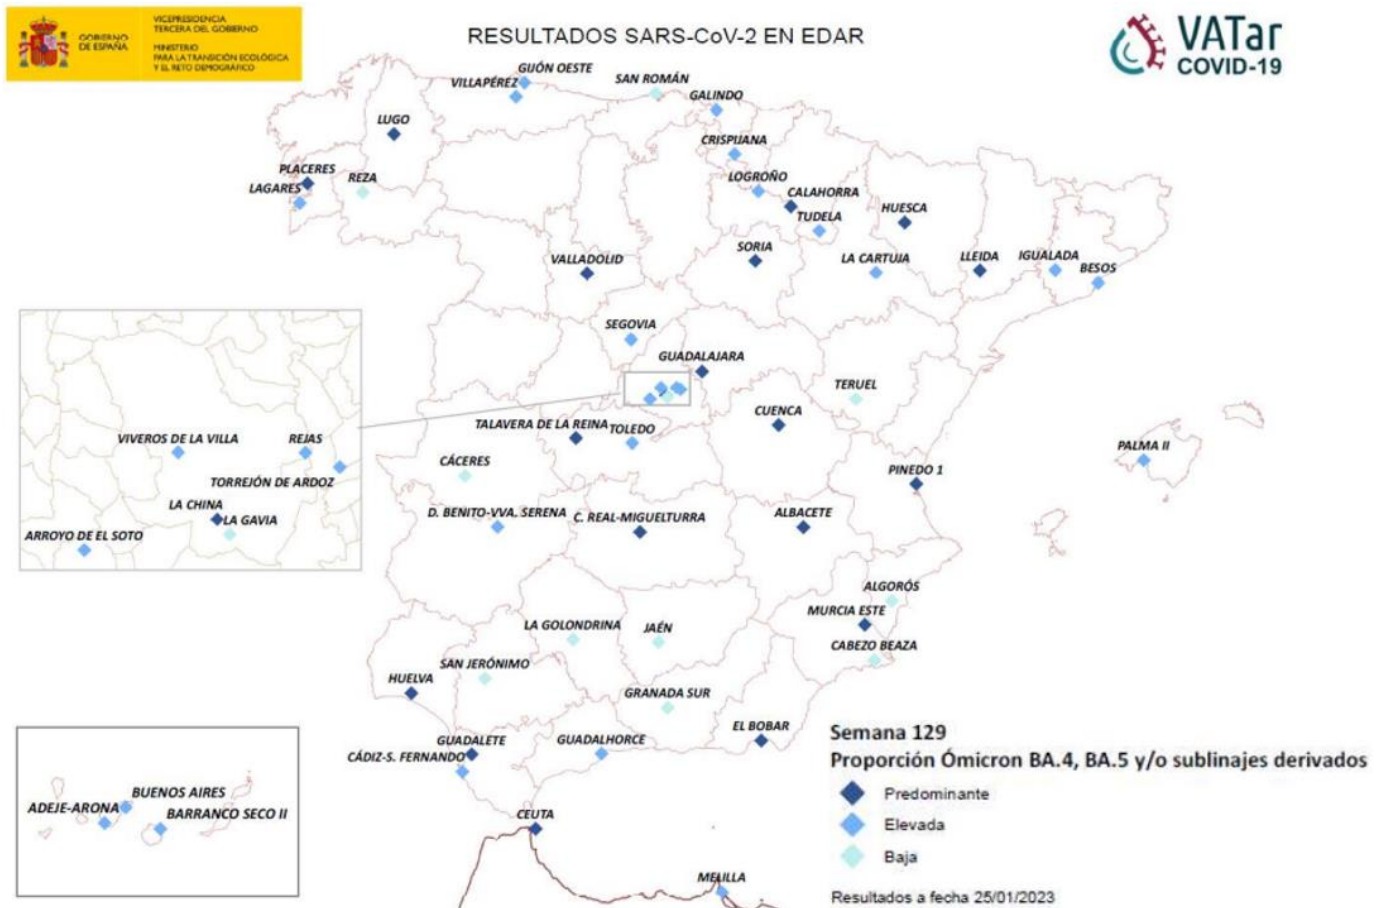 GOBIERNO
DE ESPAÑA
VICEPRESIDENCIA
TERCERA DEL GOBIERNO
MINISTERIO
PARA LA TRANSICIÓN ECOLÓGICA
Y EL RETO DEMOGRÁFICO
RESULTADOS SARS-CoV-2 EN EDAR
VATar
COVID-19
GIJÓN OESTE
VILLAPÉREZ
SAN ROMÁN
GALINDO
LUGO
CRISPIJANA
PLACERES
REZA
LAGARES
LOGROÑO
CALAHORRA
TUDELA
HUESCA
SORIA
VALLADOLID
LA CARTUJA
LLEIDA
IGUALADA
BESOS
SEGOVIA
GUADALAJARA
TERUEL
CUENCA
TALAVERA DE LA REINA
TOLEDO
VIVEROS DE LA VILLA
REJAS
TORREJÓN DE ARDOZ
LA CHINA
LA GAVIA
ARROYO DE EL SOTO
CÁCERES
PALMA II
PINEDO 1
D. BENITO-VVA. SERENA
C. REAL-MIGUELTURRA
ALBACETE
ALGORÓS
MURCIA ESTE
LA GOLONDRINA
JAÉN
CABEZO BEAZA
SAN JERÓNIMO
HUELVA
GRANADA SUR
EL BOBAR
GUADALETE
GUADALHORCE
CÁDIZ-S. FERNANDO
BUENOS AIRES
ADEJE-ARONA
BARRANCO SECO II
CEUTA
MELILLA
Semana 129
Proporción Ómicron BA.4, BA.5 y/o sublinajes derivados
Predominante
Elevada
Baja
Resultados a fecha 25/01/2023